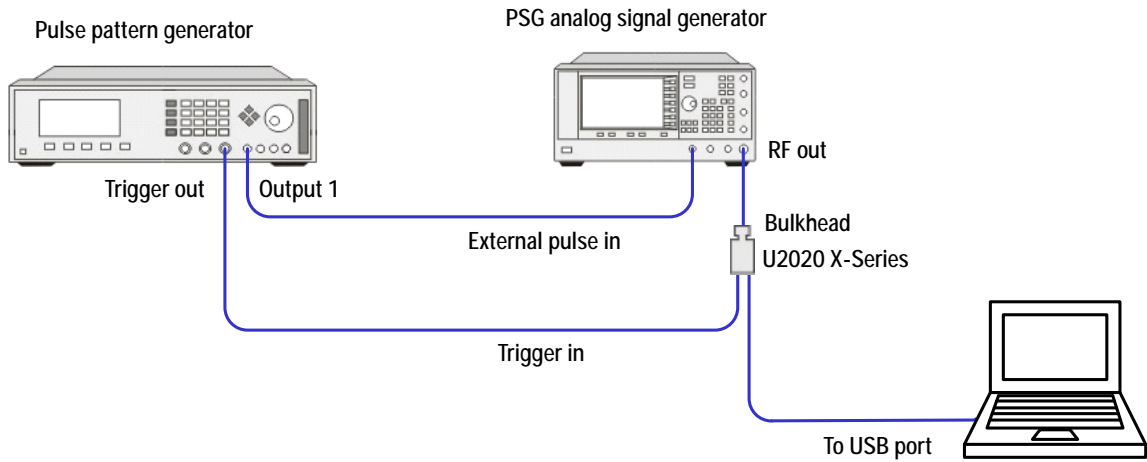 PSG analog signal generator
Pulse pattern generator
RF out
Trigger out
Output 1
Bulkhead
External pulse in
U2020 X-Series
Trigger in
To USB port